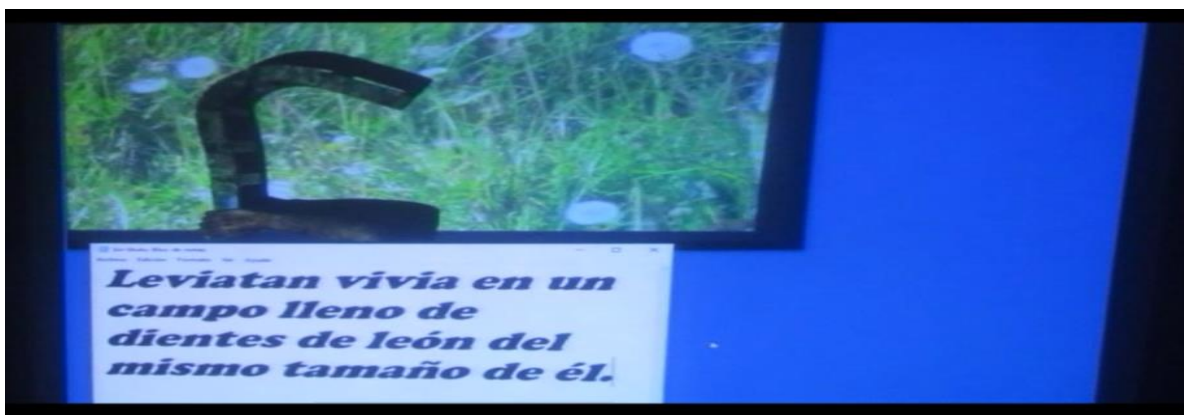 Leviatan vivia en un
campo lleno de
dientes de león del
mismo tamaño de él.